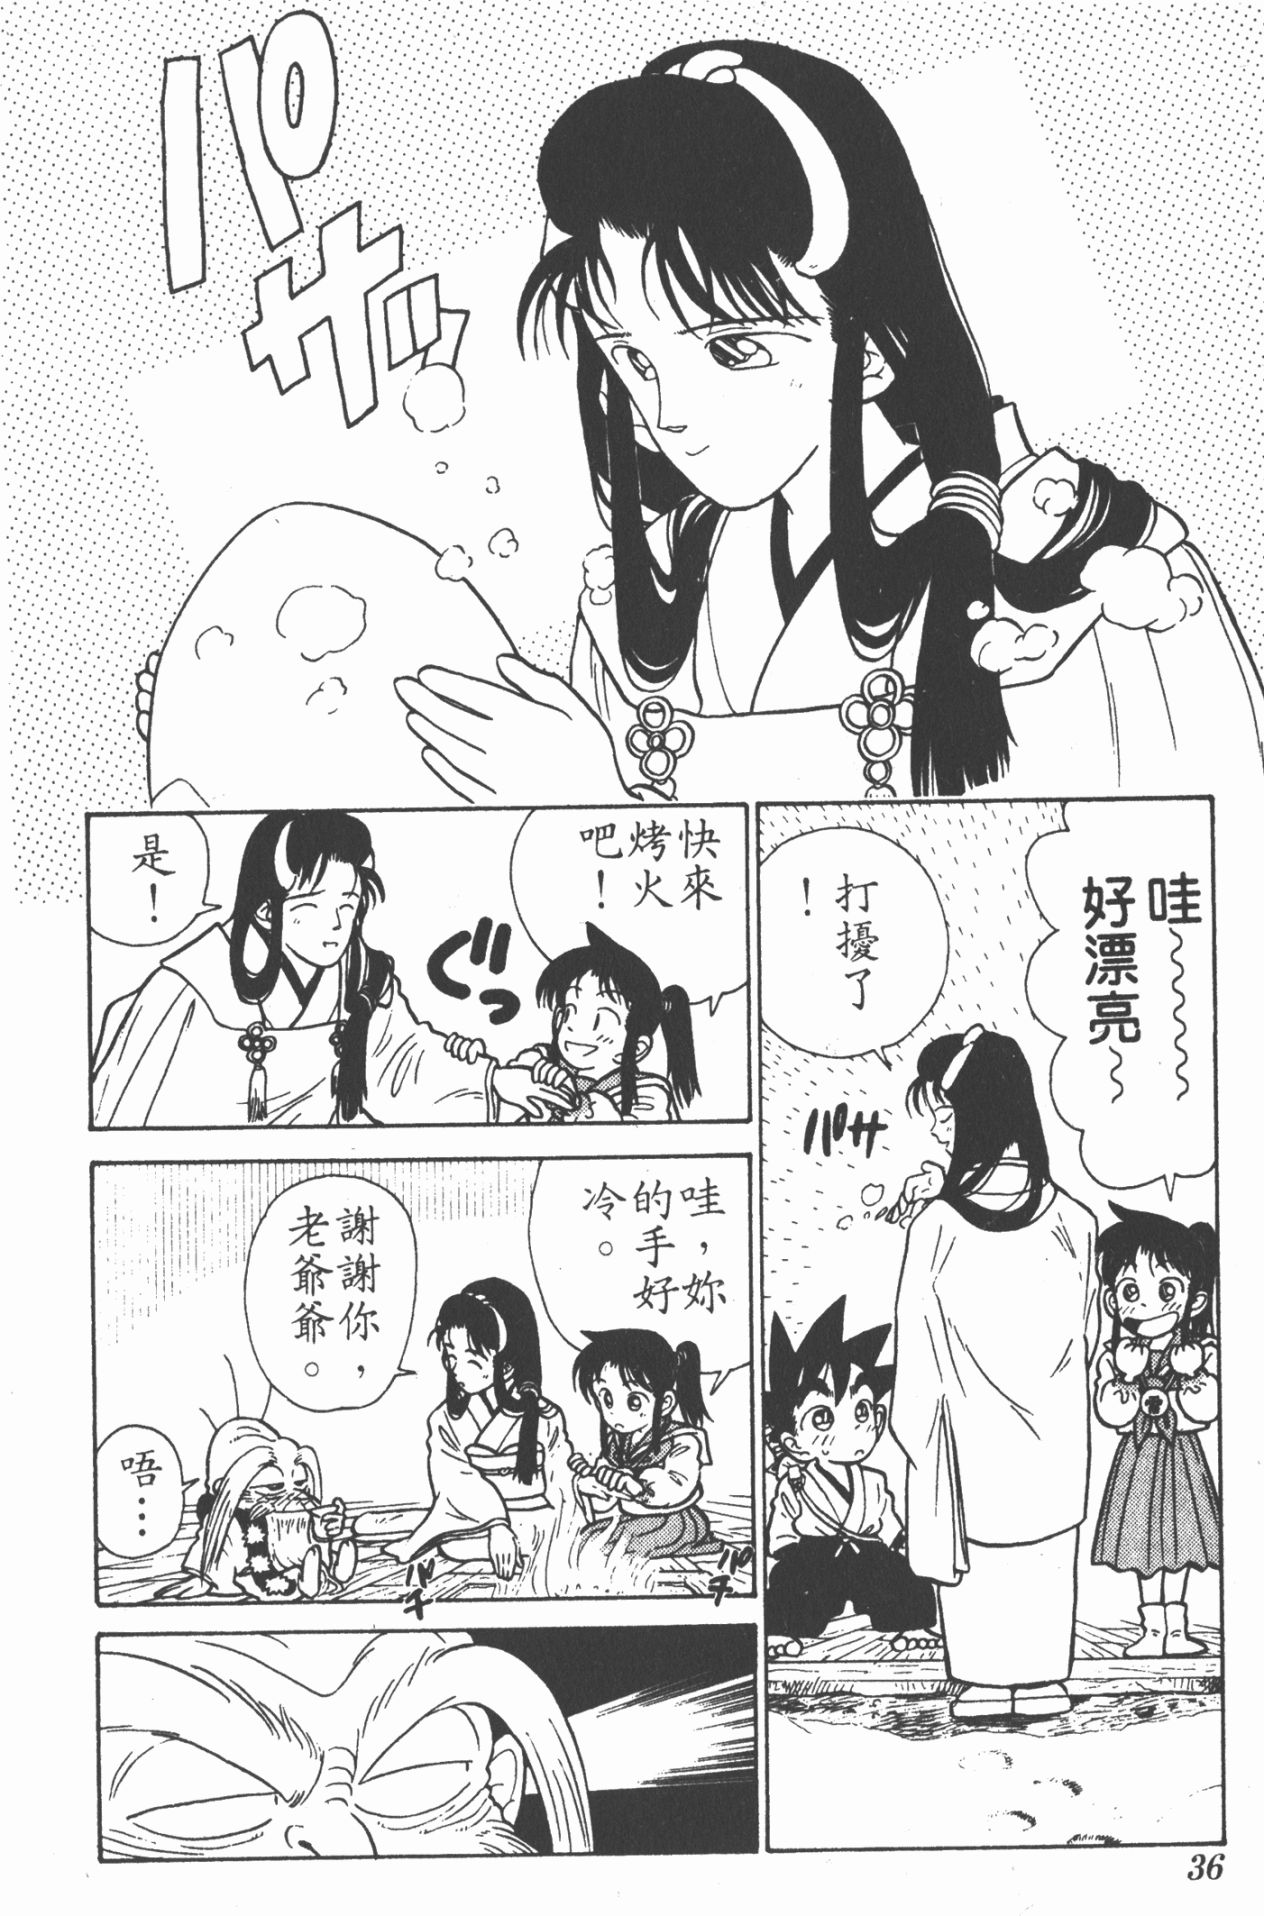 パサッ
哇～
好漂亮～
打擾了
！
パサ
快來
烤火
吧！
ぐっ
是！
哇，妳
的手好
冷。
謝謝你，
老爺爺。
唔…
パチ
パチ
36